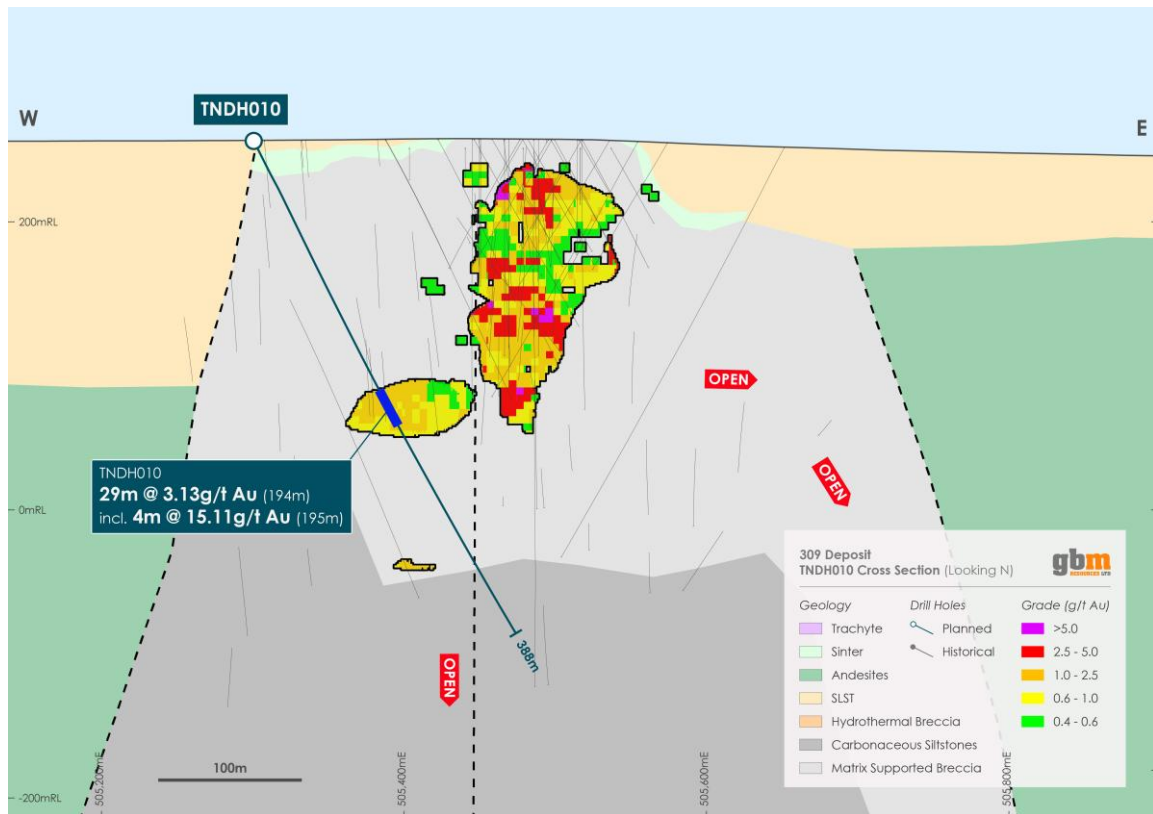 W
TNDH010
E
200mRL
OPEN
OPEN
TNDH010
29m @ 3.13g/t Au (194m)
incl. 4m @ 15.11g/t Au (195m)
0mRL
388m
OPEN
309 Deposit
TNDH010 Cross Section (Looking N)
gbm
RESOURCES LTD
Geology
Trachyte
Sinter
Andesites
SLST
Hydrothermal Breccia
Carbonaceous Siltstones
Matrix Supported Breccia
Drill Holes
Planned
Historical
Grade (g/t Au)
>5.0
2.5 - 5.0
1.0 - 2.5
0.6 - 1.0
0.4 - 0.6
100m
-200mRL
505,200mE
505,400mE
505,600mE
505,800mE